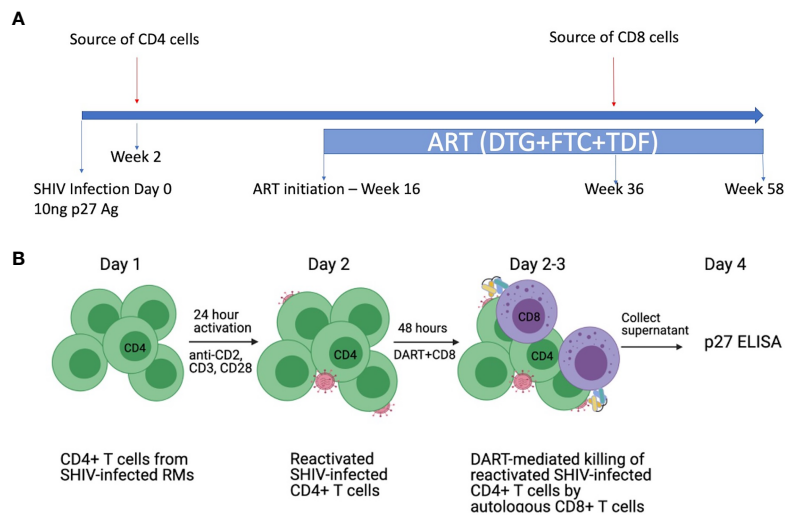 A
Source of CD4 cells
Source of CD8 cells
ART (DTG+FTC+TDF)
Week 2
SHIV Infection Day 0
10ng p27 Ag
ART initiation – Week 16
Week 36
Week 58
B
Day 1
Day 2
Day 2-3
Day 4
24 hour
activation
anti-CD2,
CD3, CD28
48 hours
DART+CD8
Collect
supernatant
p27 ELISA
CD4
CD4
CD8
CD4
CD4+ T cells from
SHIV-infected RMs
Reactivated
SHIV-infected
CD4+ T cells
DART-mediated killing of
reactivated SHIV-infected
CD4+ T cells by
autologous CD8+ T cells